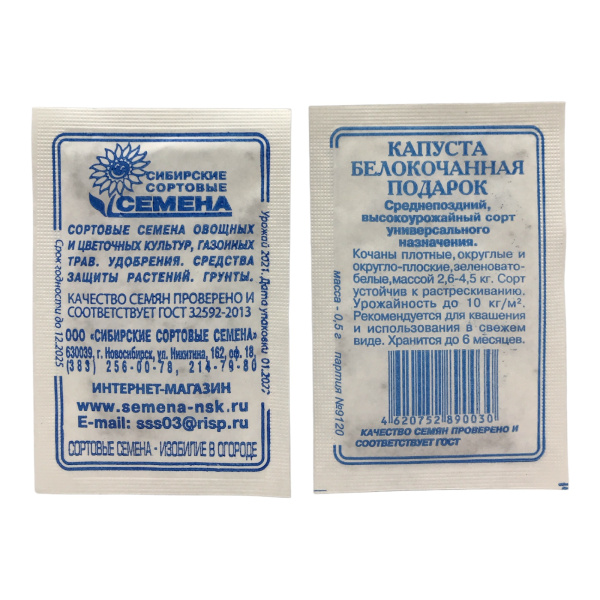 СИБИРСКИЕ
СОРТОВЫЕ
СЕМЕНА
СОРТОВЫЕ СЕМЕНА ОВОЩНЫХ
И ЦВЕТОЧНЫХ КУЛЬТУР, ГАЗОННЫХ
ТРАВ. УДОБРЕНИЯ. СРЕДСТВА
ЗАЩИТЫ РАСТЕНИЙ. ГРУНТЫ.
КАЧЕСТВО СЕМЯН ПРОВЕРЕНО И
СООТВЕТСТВУЕТ ГОСТ 32592-2013
ООО «СИБИРСКИЕ СОРТОВЫЕ СЕМЕНА»
630039, г. Новосибирск, ул. Никитина, 162, оф. 18,
(383) 256-00-78, 214-79-80
ИНТЕРНЕТ-МАГАЗИН
www.semena-nsk.ru
E-mail: sss03@risp.ru
СОРТОВЫЕ СЕМЕНА - ИЗОБИЛИЕ В ОГОРОДЕ
Срок годности до 12.2025
Урожай 2021. Дата упаковки
КАПУСТА
БЕЛОКОЧАННАЯ
ПОДАРОК
Среднепоздний,
высокоурожайный сорт
универсального
назначения.
Кочаны плотные, округлые и
округло-плоские, зеленовато-
белые, массой 2,6-4,5 кг. Сорт
устойчив к растрескиванию.
Урожайность до 10 кг/м².
Рекомендуется для квашения
и использования в свежем
виде. Хранится до 6 месяцев.
4 620752 890030
КАЧЕСТВО СЕМЯН ПРОВЕРЕНО И
СООТВЕТСТВУЕТ ГОСТ
масса - 0,5 г партия №9120